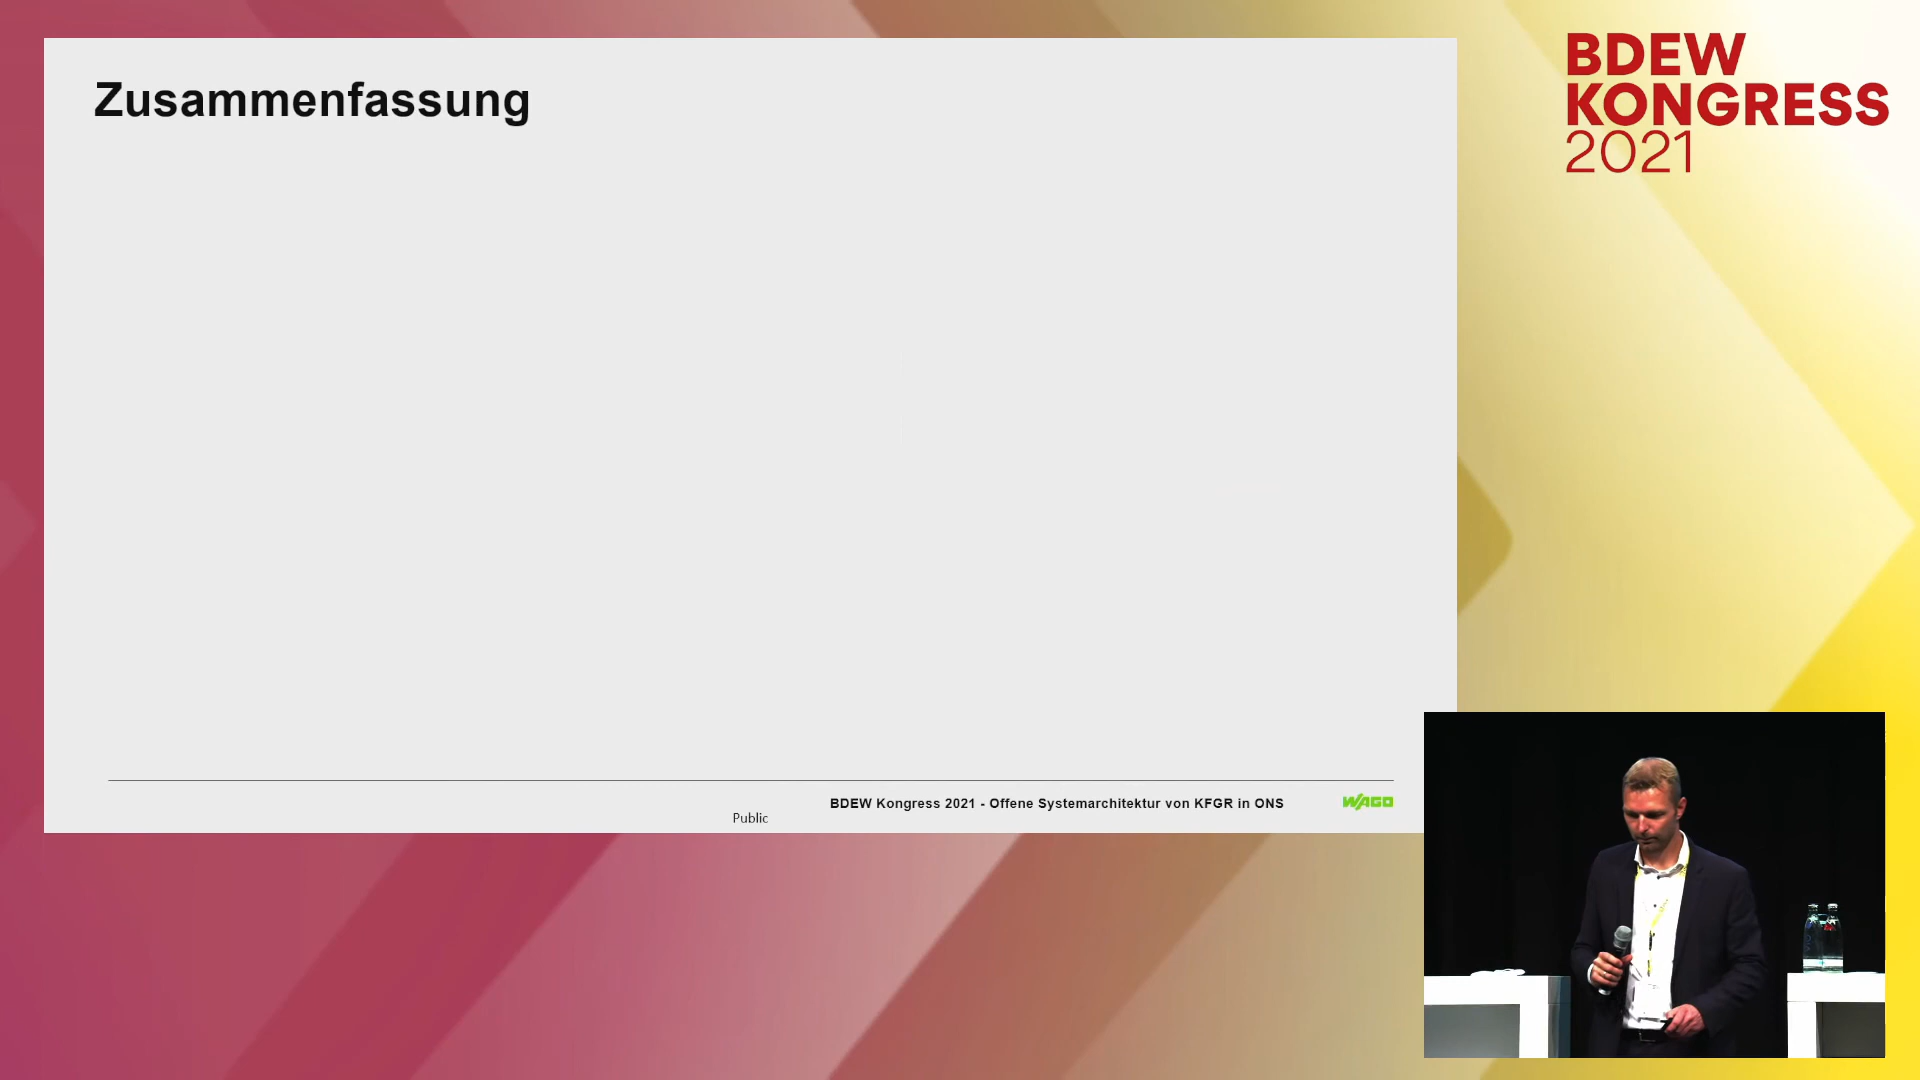 Zusammenfassung
BDEW
KONGRESS
2021
BDEW Kongress 2021 - Offene Systemarchitektur von KFGR in ONS
WAGO
Public